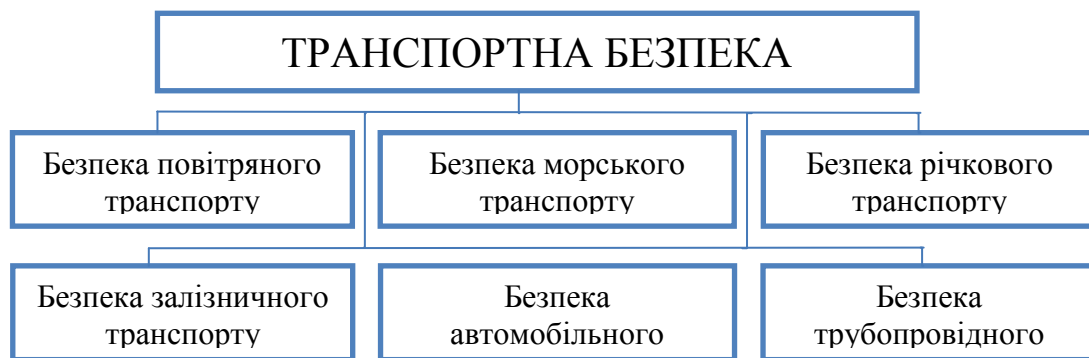 ТРАНСПОРТНА БЕЗПЕКА
Безпека повітряного
транспорту
Безпека морського
транспорту
Безпека річкового
транспорту
Безпека залізничного
транспорту
Безпека
автомобільного
Безпека
трубопровідного